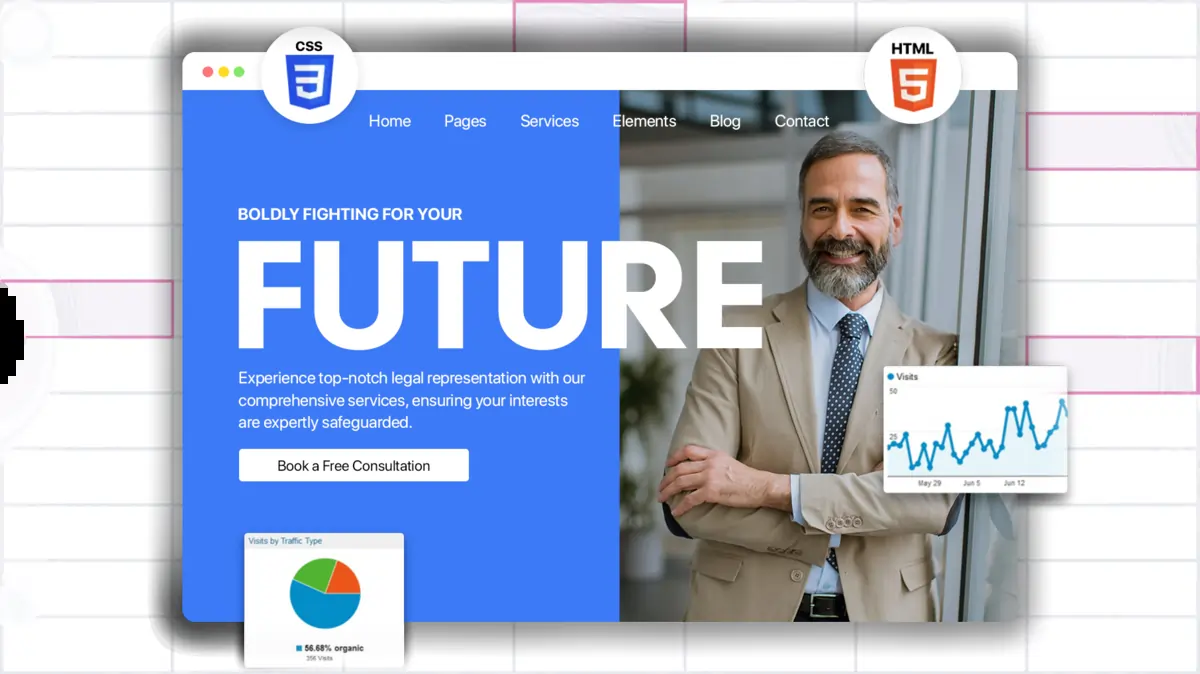 CSS
3
HTML
5
Home Pages Services Elements Blog Contact
BOLDLY FIGHTING FOR YOUR
FUTURE
Experience top-notch legal representation with our
comprehensive services, ensuring your interests
are expertly safeguarded.
Book a Free Consultation
Visits
50
25
May 29 Jun 5 Jun 12
Visits by Traffic Type
56.68% organic
356 Visits